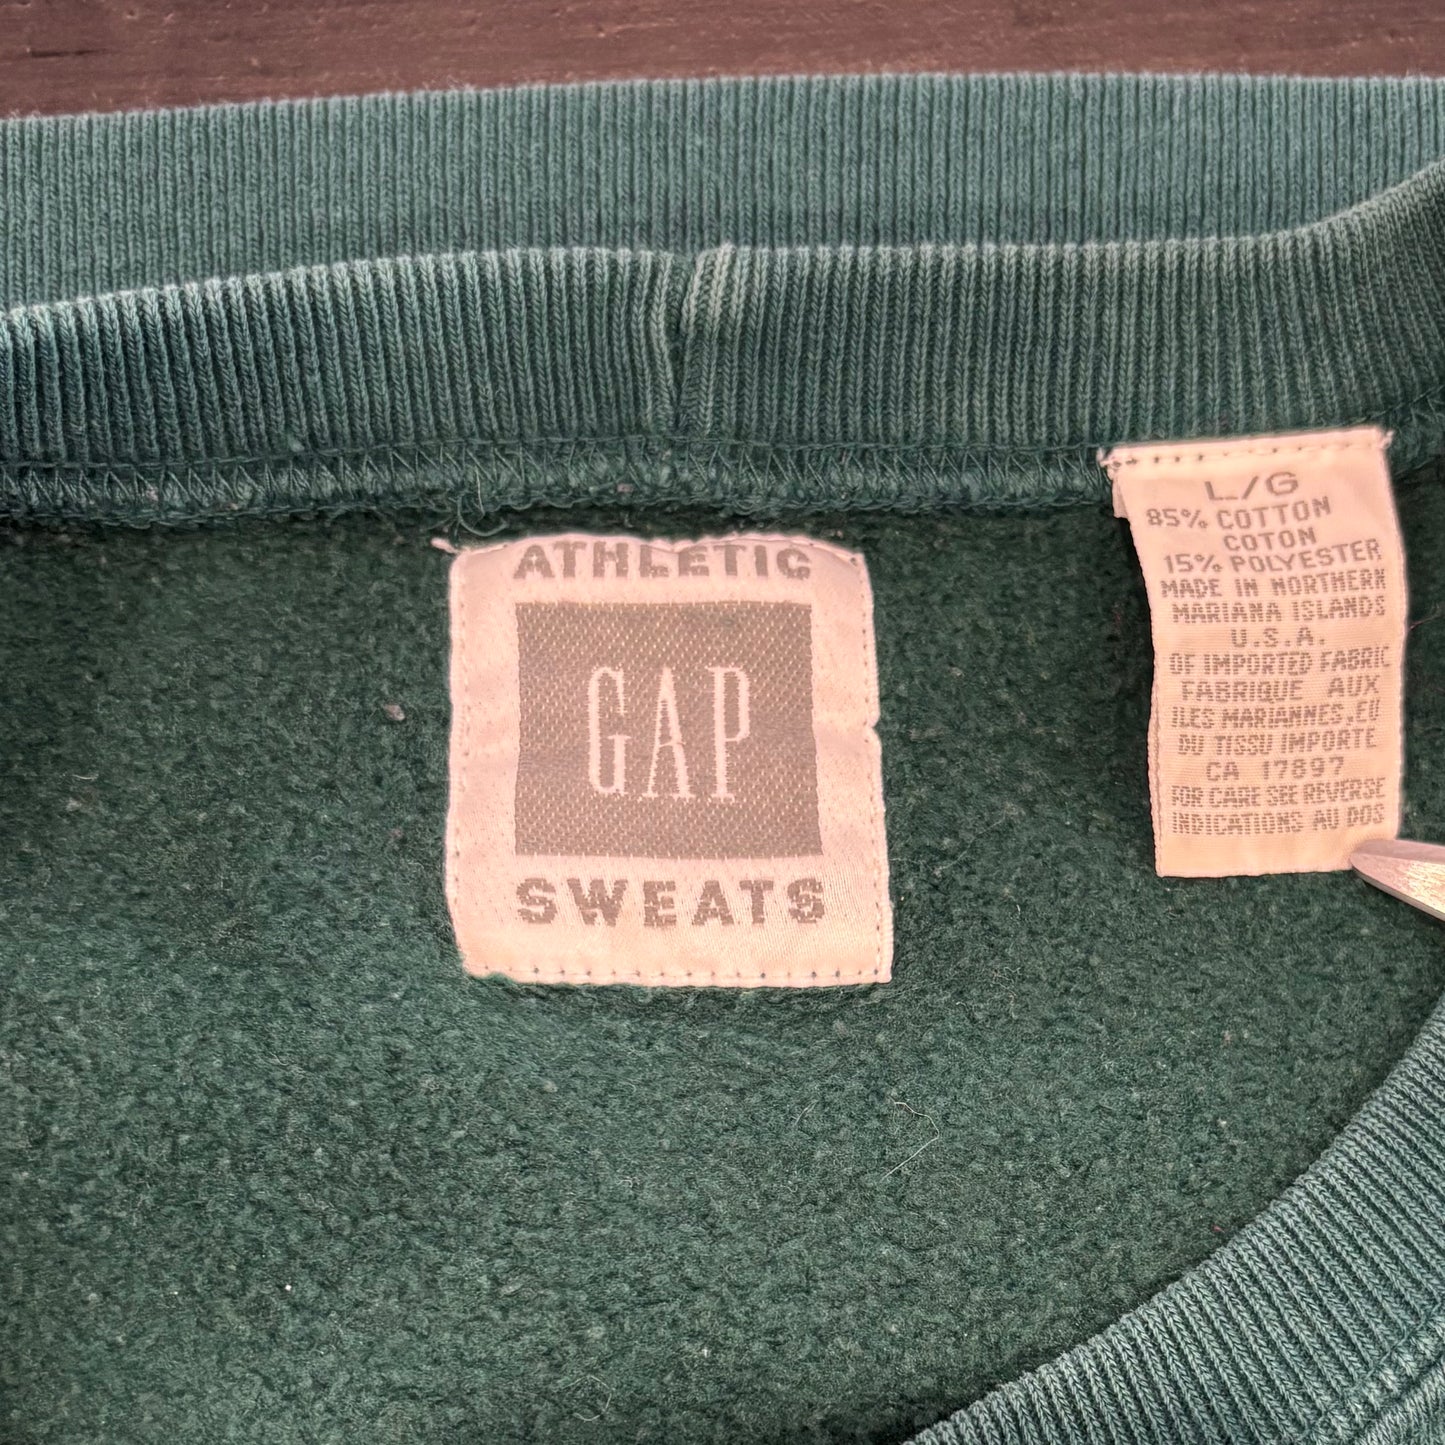 ATHLETIC
GAP
SWEATS
L/G
85% COTTON
COTON
15% POLYESTER
MADE IN NORTHERN
MARIANA ISLANDS
U.S.A.
OF IMPORTED FABRIC
FABRIQUE AUX
ILES MARIANNES,EU
DU TISSU IMPORTE
CA 17897
FOR CARE SEE REVERSE
INDICATIONS AU DOS